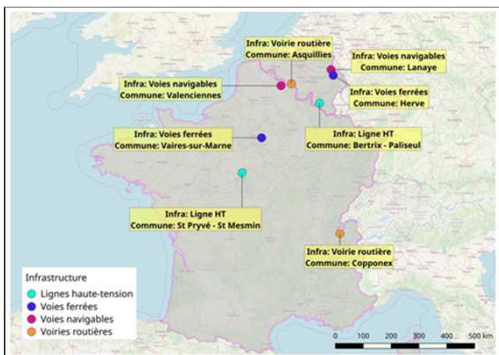 Infra: Voirie routière
Commune: Asquillies
Infra: Voies navigables
Commune: Lanaye
Infra: Voies navigables
Commune: Valenciennes
Infra: Voies ferrées
Commune: Herve
Infra: Voies ferrées
Commune: Vaires-sur-Marne
Infra: Ligne HT
Commune: Bertrix - Paliseul
Infra: Ligne HT
Commune: St Pryvé - St Mesmin
Infra: Voirie routière
Commune: Copponex
Infrastructure
Lignes haute-tension
Voies ferrées
Voies navigables
Voiries routières
0 100 200 300 400 500 km